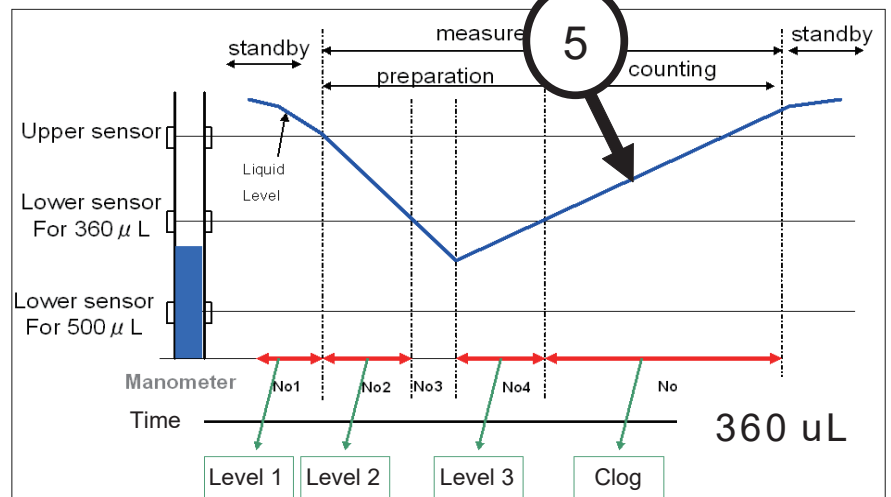 5
standby
measure
standby
preparation
counting
Upper sensor
Liquid
Level
Lower sensor
For 360 μ L
Lower sensor
For 500 μ L
Manometer
No1
No2
No3
No4
No
Time
360 uL
Level 1
Level 2
Level 3
Clog